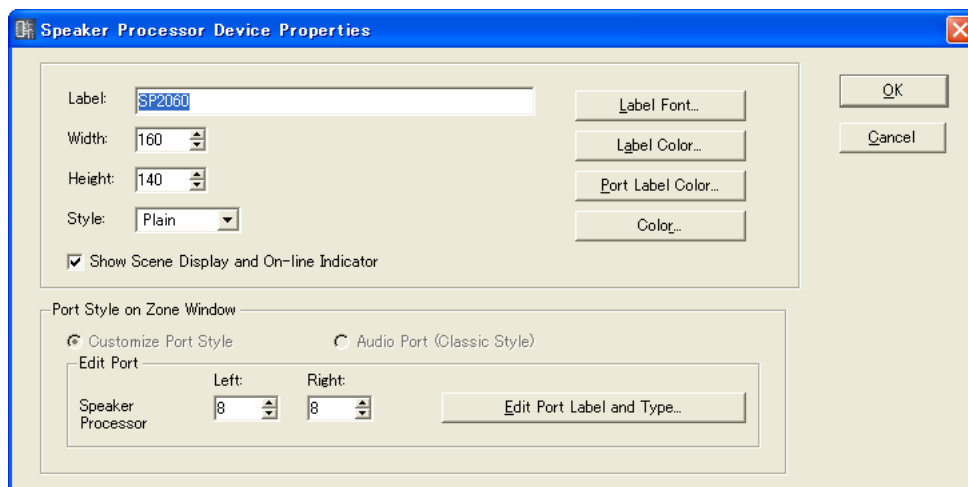 Speaker Processor Device Properties
Label: SP2060 Label Font...
Width: 160 Label Color...
Height: 140 Port Label Color...
Style: Plain Color...
Show Scene Display and On-line Indicator
OK
Cancel
Port Style on Zone Window
Customize Port Style Audio Port (Classic Style)
Edit Port
Left: Right:
Speaker Processor 8 8 Edit Port Label and Type...